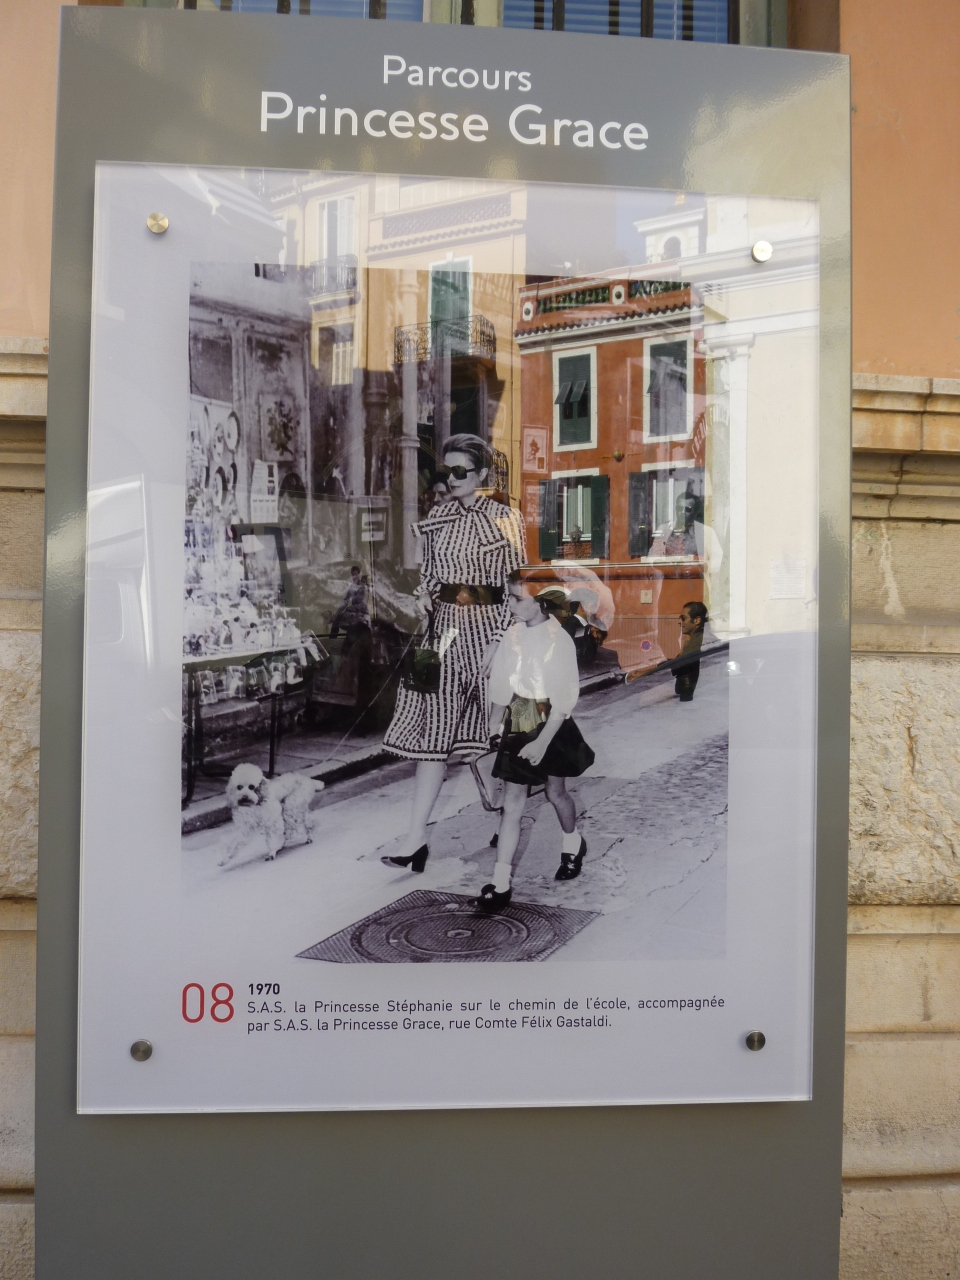 Parcours
Princesse Grace
08
1970
S.A.S. la Princesse Stéphanie sur le chemin de l'école, accompagnée
par S.A.S. la Princesse Grace, rue Comte Félix Gastaldi.